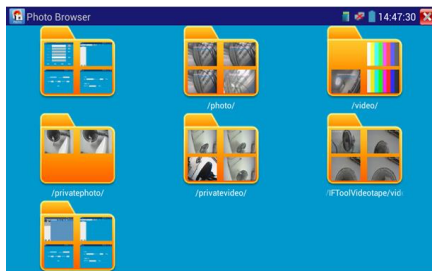 Photo Browser
14:47:30
/photo/
/video/
/privatephoto/
/privatevideo/
/IFToolVideotape/vid